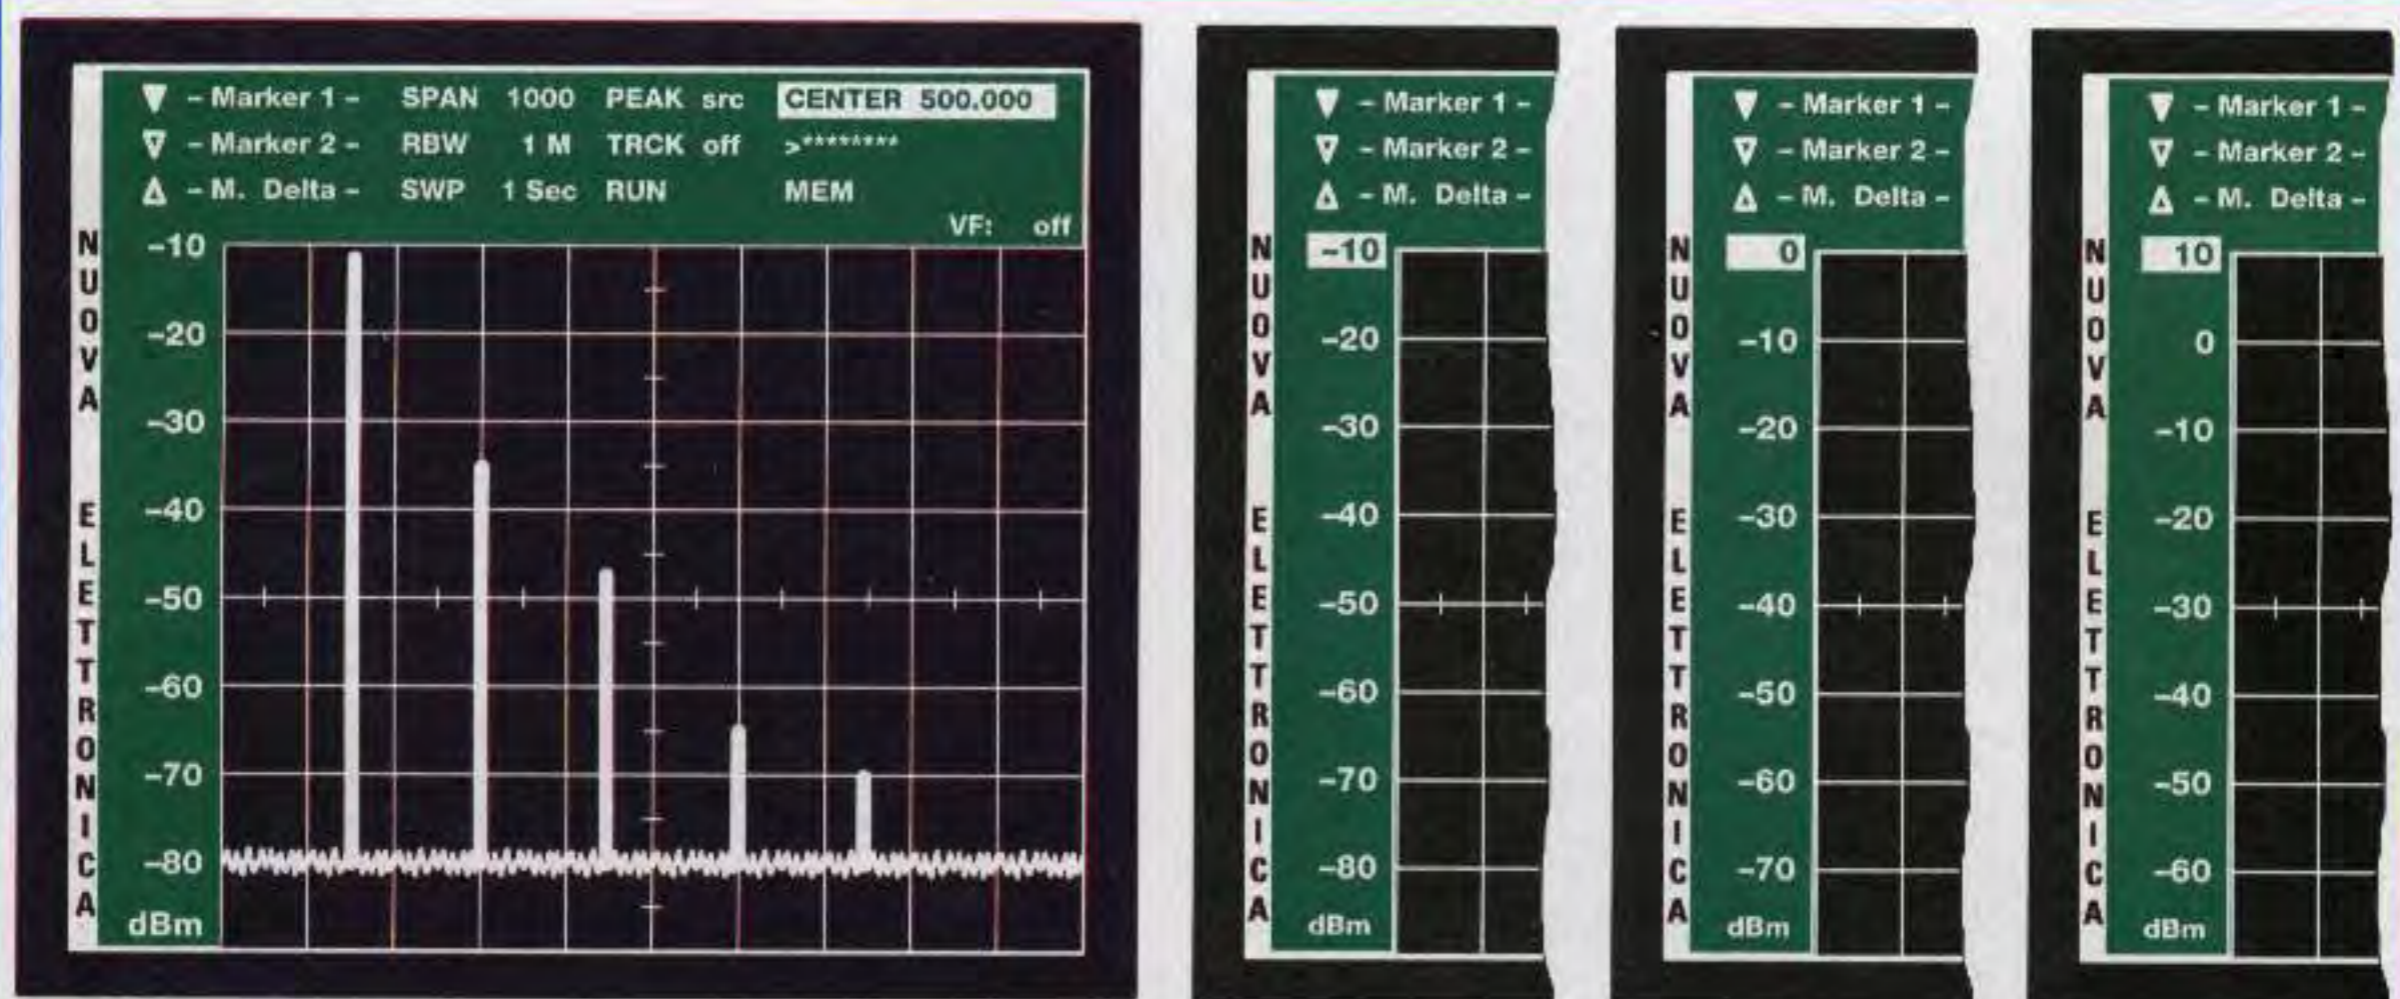 ▼ – Marker 1 – SPAN 1000 PEAK src CENTER 500.000
▽ – Marker 2 – RBW 1 M TRCK off >********
△ – M. Delta – SWP 1 Sec RUN MEM
VF: off
NUOVA ELETTRONICA
–10
–20
–30
–40
–50
–60
–70
–80
dBm
▼ – Marker 1 –
▽ – Marker 2 –
△ – M. Delta –
NUOVA ELETTRONICA
–10
–20
–30
–40
–50
–60
–70
–80
dBm
▼ – Marker 1 –
▽ – Marker 2 –
△ – M. Delta –
NUOVA ELETTRONICA
0
–10
–20
–30
–40
–50
–60
–70
dBm
▼ – Marker 1 –
▽ – Marker 2 –
△ – M. Delta –
NUOVA ELETTRONICA
10
0
–10
–20
–30
–40
–50
–60
dBm